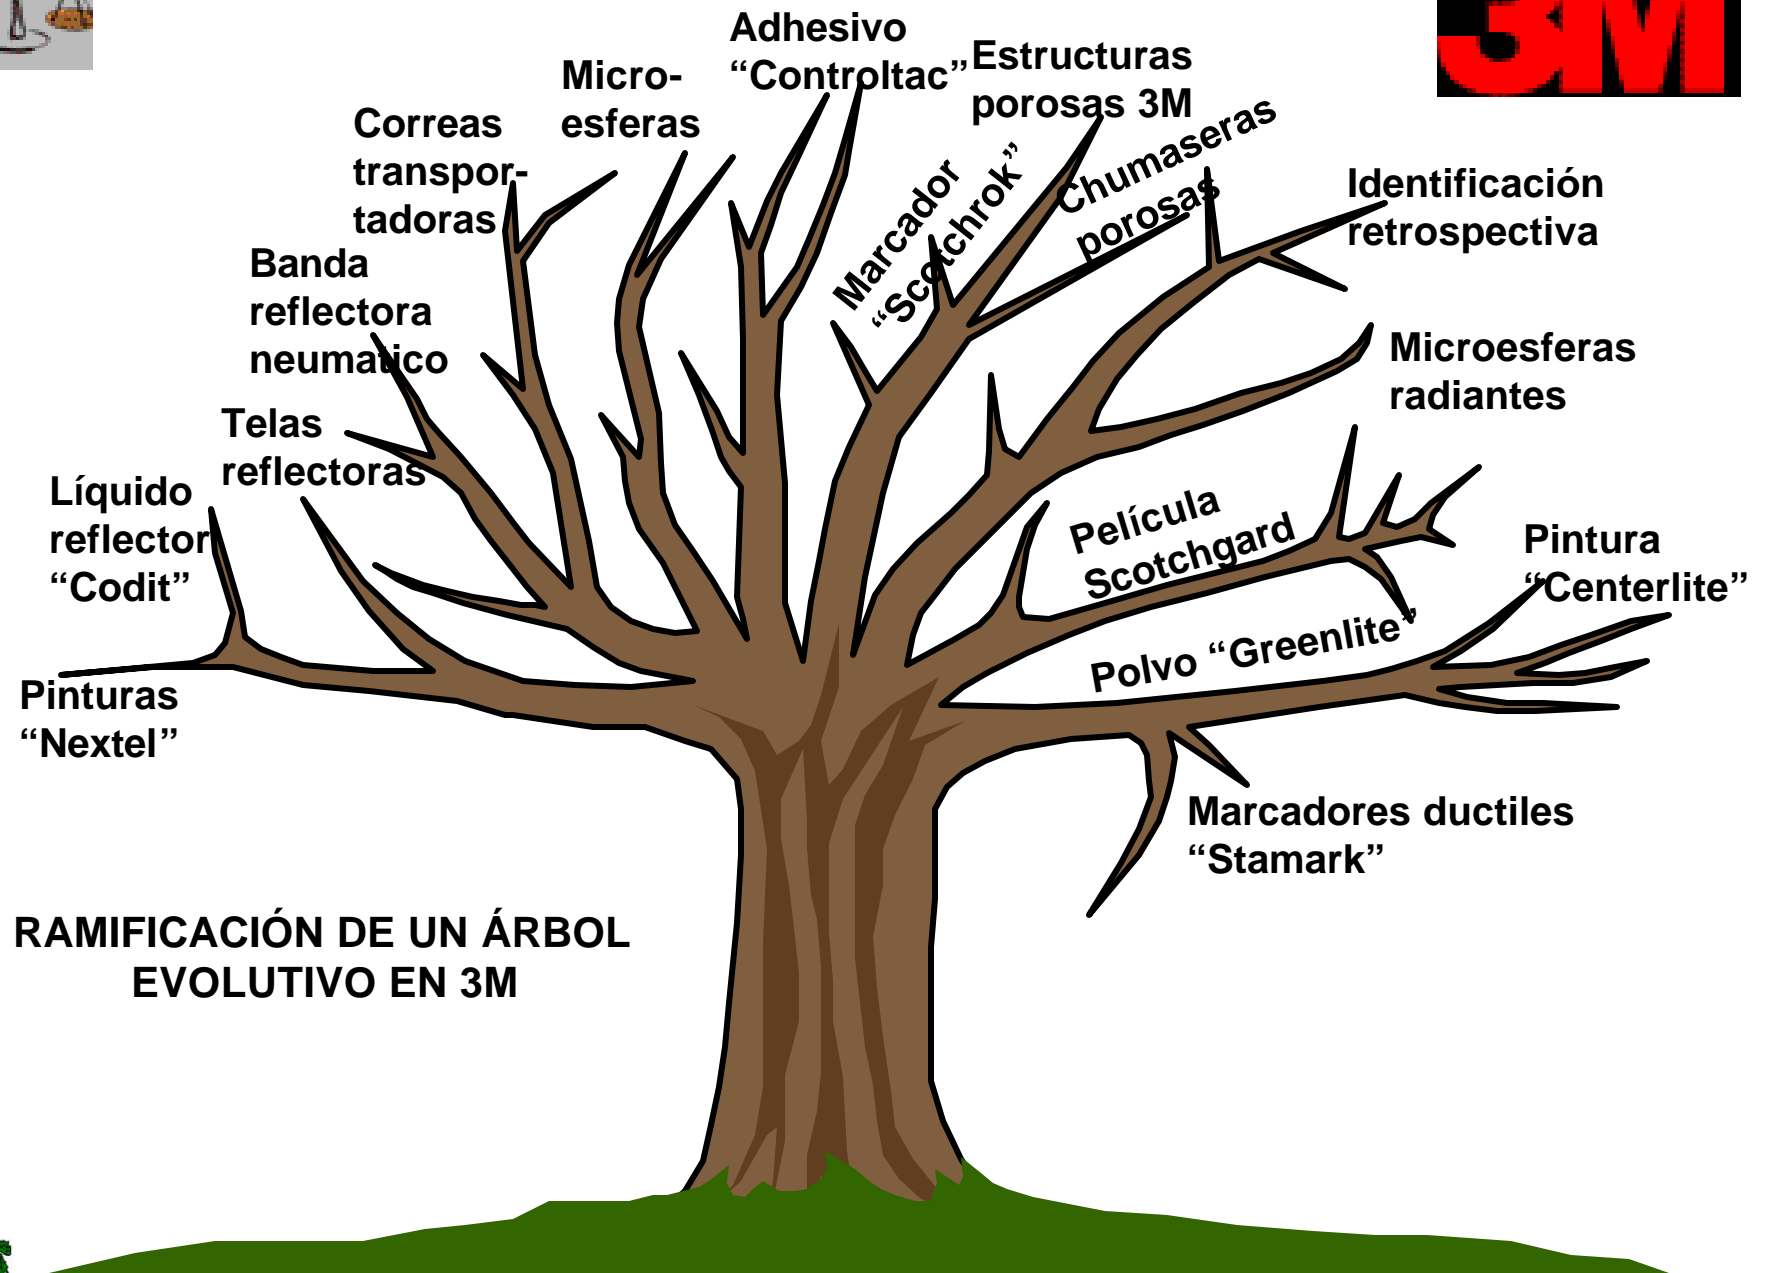 3M
Adhesivo
“Controltac”
Estructuras
porosas 3M
Micro-
esferas
Correas
transpor-
tadoras
Marcador
“Scotchrok”
Chumaseras
porosas
Identificación
retrospectiva
Banda
reflectora
neumatico
Microesferas
radiantes
Telas
reflectoras
Líquido
reflector
“Codit”
Película
Scotchgard
Pintura
“Centerlite”
Polvo “Greenlite”
Pinturas
“Nextel”
Marcadores ductiles
“Stamark”
RAMIFICACIÓN DE UN ÁRBOL
EVOLUTIVO EN 3M